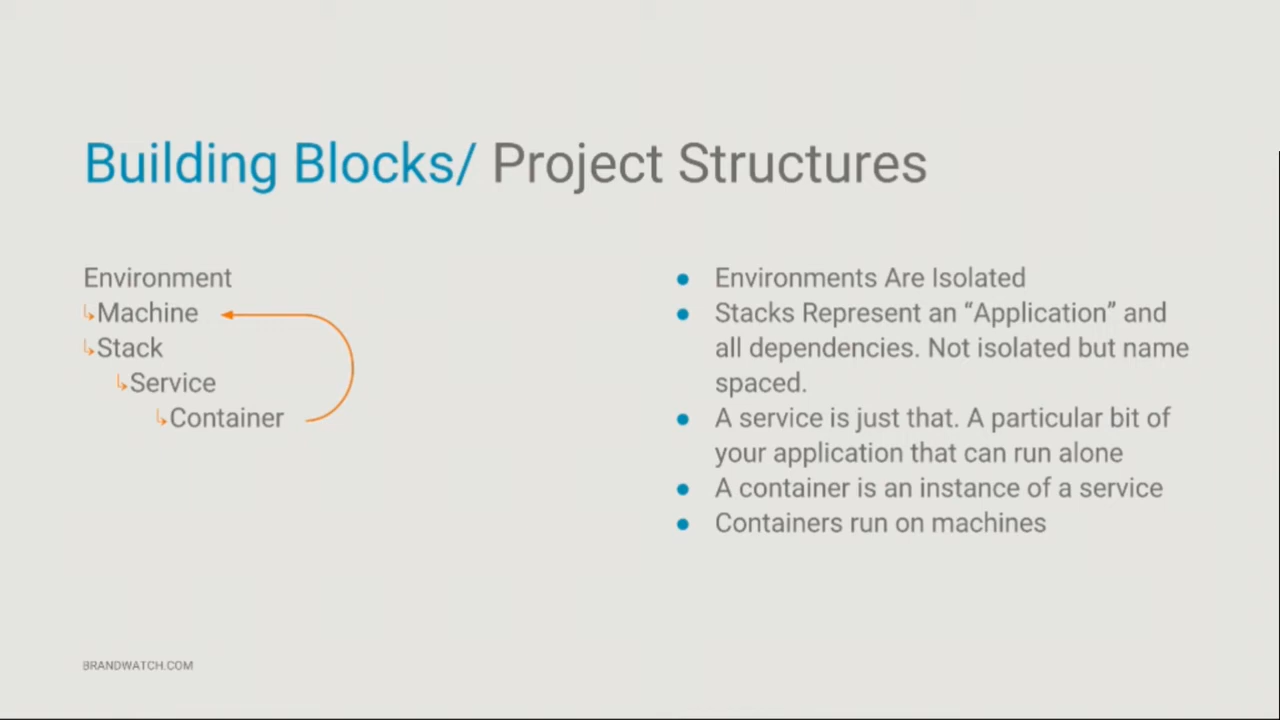 Building Blocks/ Project Structures
Environment
↳Machine
↳Stack
↳Service
↳Container
● Environments Are Isolated
● Stacks Represent an “Application” and
all dependencies. Not isolated but name
spaced.
● A service is just that. A particular bit of
your application that can run alone
● A container is an instance of a service
● Containers run on machines
BRANDWATCH.COM